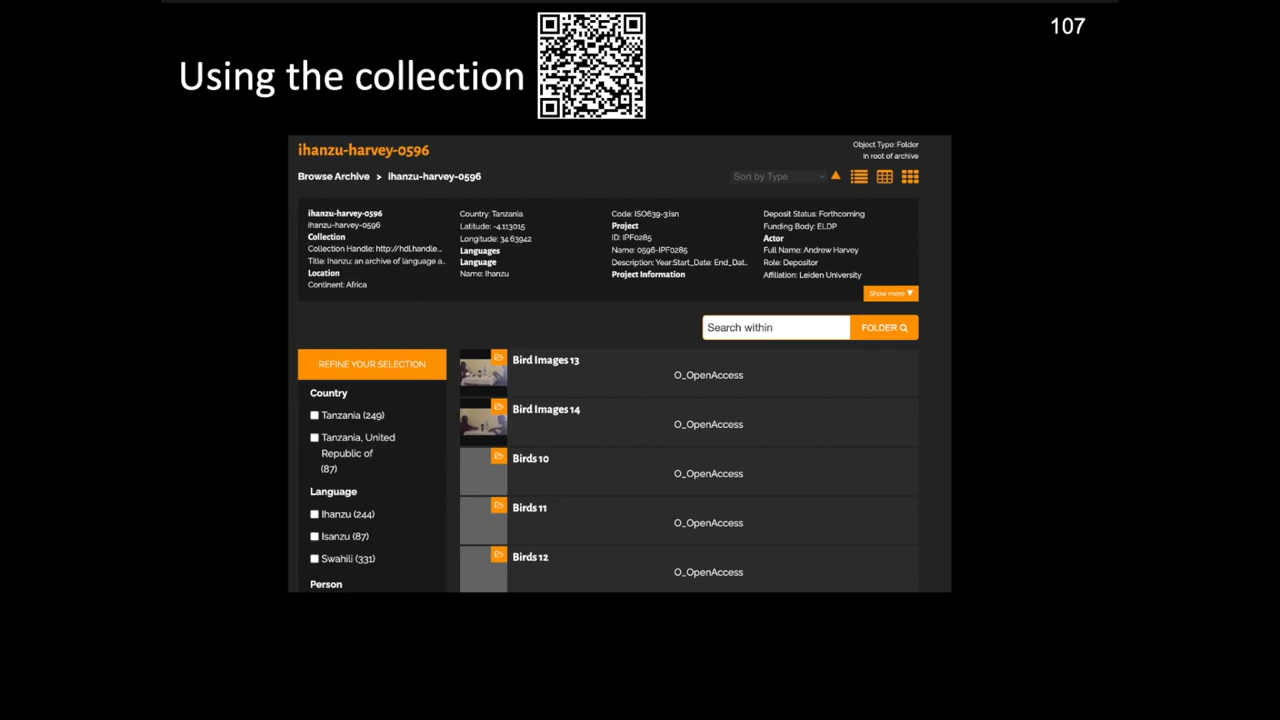 107
Using the collection
ihanzu-harvey-0596
Object Type: Folder
In root of archive
Browse Archive > ihanzu-harvey-0596
Sort by Type
ihanzu-harvey-0596
ihanzu-harvey-0596
Collection
Collection Handle: http://hdl.handle...
Title: Ihanzu: an archive of language a..
Location
Continent: Africa
Country: Tanzania
Latitude: -4.113015
Longitude: 34.63942
Languages
Language
Name: Ihanzu
Code: ISO639-3:isn
Project
ID: IPF0285
Name: 0596-IPF0285
Description: Year:Start_Date: End_Dat..
Project Information
Deposit Status: Forthcoming
Funding Body: ELDP
Actor
Full Name: Andrew Harvey
Role: Depositor
Affiliation: Leiden University
Show more
Search within
FOLDER
REFINE YOUR SELECTION
Country
Tanzania (249)
Tanzania, United
Republic of
(87)
Language
Ihanzu (244)
Isanzu (87)
Swahili (331)
Person
Bird Images 13
O_OpenAccess
Bird Images 14
O_OpenAccess
Birds 10
O_OpenAccess
Birds 11
O_OpenAccess
Birds 12
O_OpenAccess